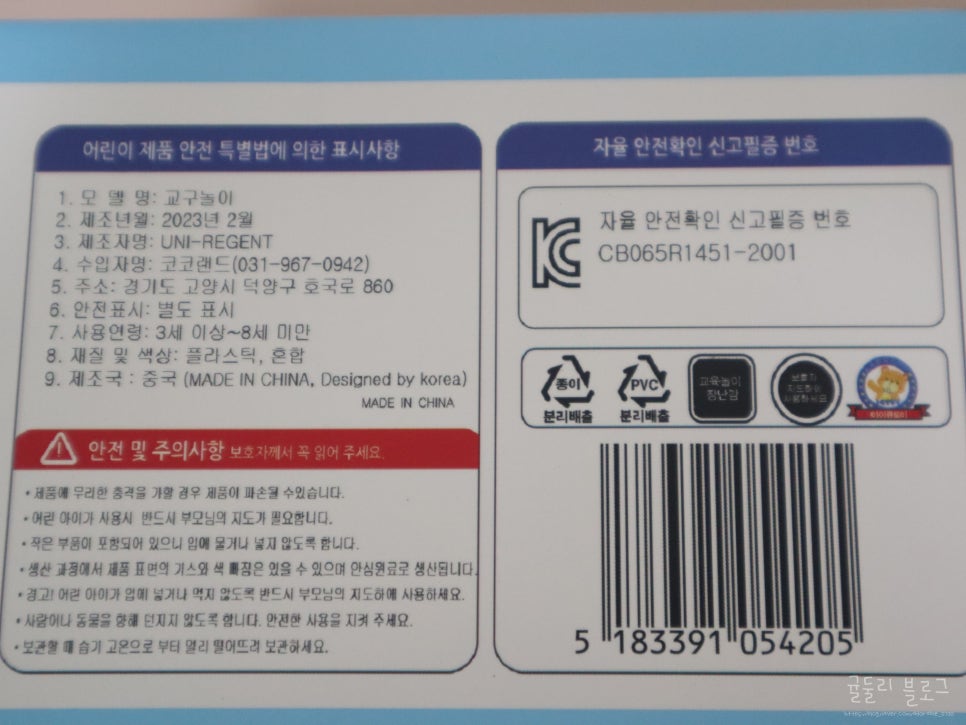 어린이 제품 안전 특별법에 의한 표시사항
1. 모 델 명: 교구놀이
2. 제조년월: 2023년 2월
3. 제조자명: UNI-REGENT
4. 수입자명: 코코랜드(031-967-0942)
5. 주소: 경기도 고양시 덕양구 호국로 860
6. 안전표시: 별도 표시
7. 사용연령: 3세 이상~8세 미만
8. 재질 및 색상: 플라스틱, 혼합
9. 제조국 : 중국 (MADE IN CHINA, Designed by korea)
MADE IN CHINA
안전 및 주의사항 보호자께서 꼭 읽어 주세요.
• 제품에 무리한 충격을 가할 경우 제품이 파손될 수있습니다.
• 어린 아이가 사용시 반드시 부모님의 지도가 필요합니다.
• 작은 부품이 포함되어 있으니 입에 물거나 넣지 않도록 합니다.
• 생산 과정에서 제품 표면의 기스와 색 빠짐은 있을 수 있으며 안심원료로 생산됩니다.
• 경고! 어린 아이가 입에 넣거나 먹지 않도록 반드시 부모님의 지도하에 사용하세요.
• 사람이나 동물을 향해 던지지 않도록 합니다. 안전한 사용을 지켜 주세요.
• 보관할 때 습기 고온으로 부터 멀리 떨어뜨려 보관하세요.
자율 안전확인 신고필증 번호
자율 안전확인 신고필증 번호
CB065R1451-2001
종이
분리배출
PVC
분리배출
교육놀이
장난감
보호자
지도하에
사용하세요
5 183391 054205
귤둘리 블로그